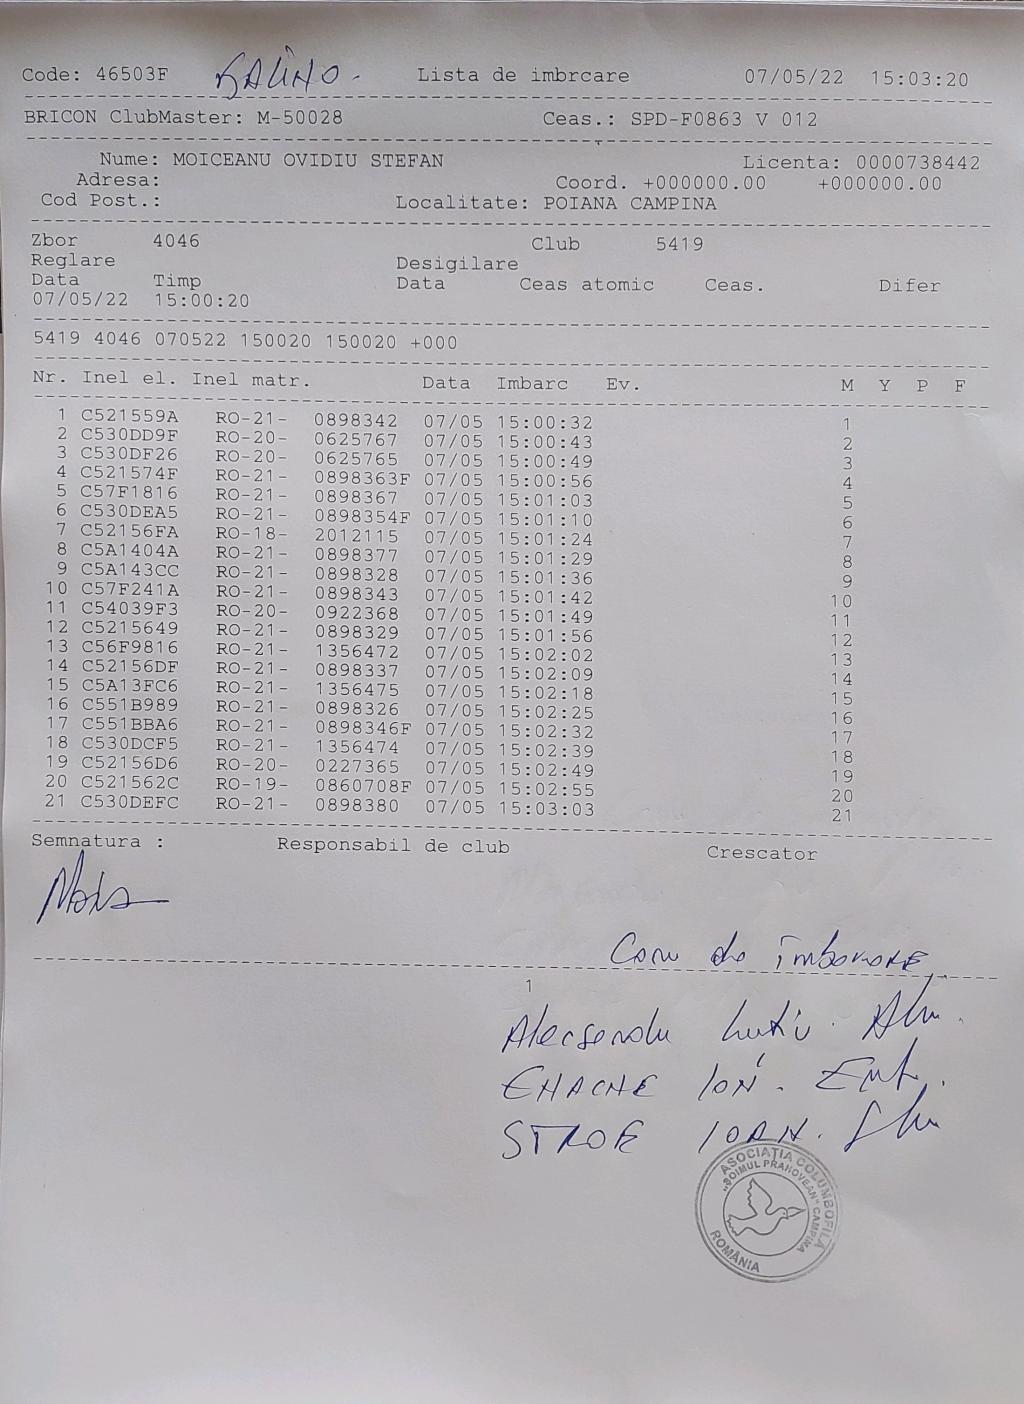 Code: 46503F Lista de imbrcare 07/05/22 15:03:20
BRICON ClubMaster: M-50028 Ceas.: SPD-F0863 V 012
Nume: MOICEANU OVIDIU STEFAN Licenta: 0000738442
Adresa: Coord. +000000.00 +000000.00
Cod Post.: Localitate: POIANA CAMPINA
Zbor 4046 Club 5419
Reglare Desigilare
Data Timp Data Ceas atomic Ceas. Difer
07/05/22 15:00:20
5419 4046 070522 150020 150020 +000
Nr. Inel el. Inel matr. Data Imbarc Ev. M Y P F
1 C521559A RO-21- 0898342 07/05 15:00:32 1
2 C530DD9F RO-20- 0625767 07/05 15:00:43 2
3 C530DF26 RO-20- 0625765 07/05 15:00:49 3
4 C521574F RO-21- 0898363F 07/05 15:00:56 4
5 C57F1816 RO-21- 0898367 07/05 15:01:03 5
6 C530DEA5 RO-21- 0898354F 07/05 15:01:10 6
7 C52156FA RO-18- 2012115 07/05 15:01:24 7
8 C5A1404A RO-21- 0898377 07/05 15:01:29 8
9 C5A143CC RO-21- 0898328 07/05 15:01:36 9
10 C57F241A RO-21- 0898343 07/05 15:01:42 10
11 C54039F3 RO-20- 0922368 07/05 15:01:49 11
12 C5215649 RO-21- 0898329 07/05 15:01:56 12
13 C56F9816 RO-21- 1356472 07/05 15:02:02 13
14 C52156DF RO-21- 0898337 07/05 15:02:09 14
15 C5A13FC6 RO-21- 1356475 07/05 15:02:18 15
16 C551B989 RO-21- 0898326 07/05 15:02:25 16
17 C551BBA6 RO-21- 0898346F 07/05 15:02:32 17
18 C530DCF5 RO-21- 1356474 07/05 15:02:39 18
19 C52156D6 RO-20- 0227365 07/05 15:02:49 19
20 C521562C RO-19- 0860708F 07/05 15:02:55 20
21 C530DEFC RO-21- 0898380 07/05 15:03:03 21
Semnatura : Responsabil de club Crescator
1
ENACHE ION.
STROE IOAN.
ASOCIAȚIA COLUMBOFILĂ
"ȘOIMUL PRAHOVEAN" CAMPINA
ROMÂNIA